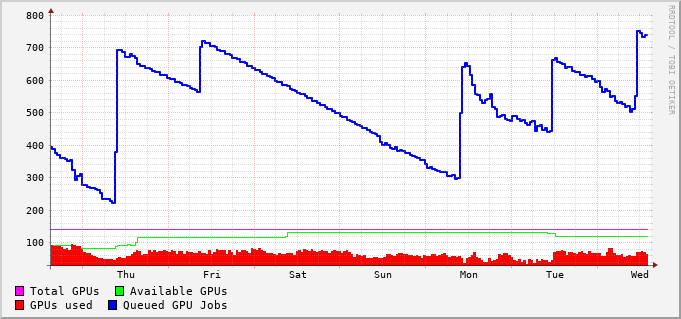 800
700
600
500
400
300
200
100
Thu Fri Sat Sun Mon Tue Wed
RRDTOOL / TOBI OETIKER
Total GPUs Available GPUs
GPUs used Queued GPU Jobs